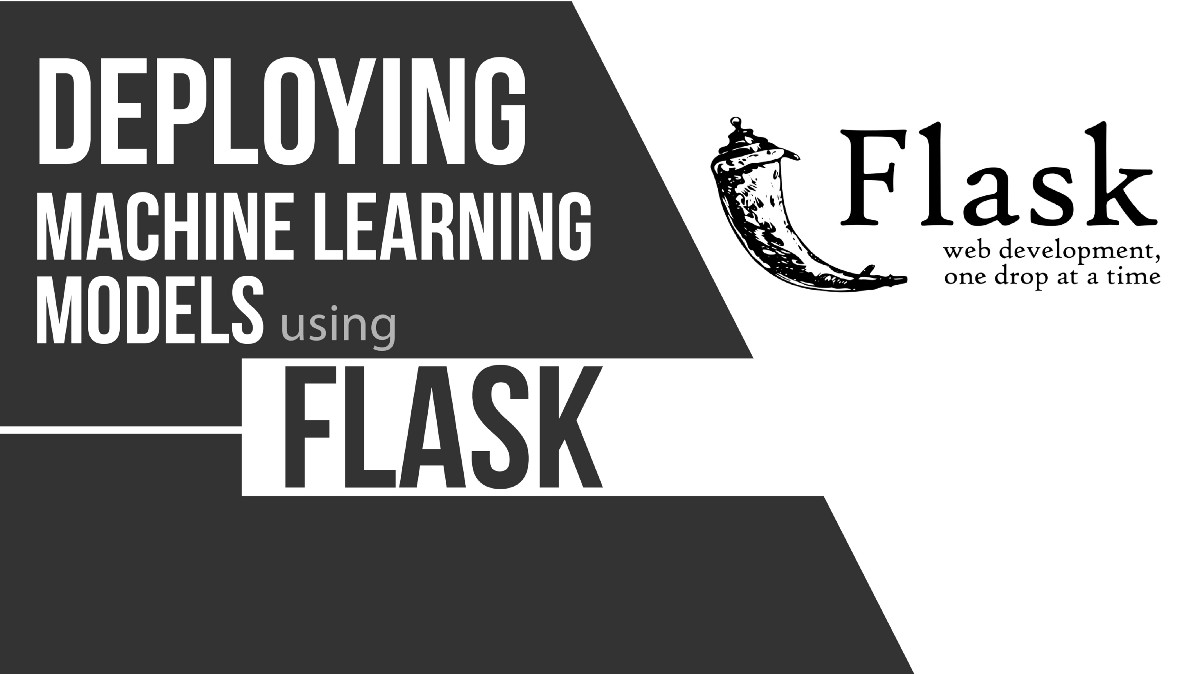 DEPLOYING
MACHINE LEARNING
MODELS using
FLASK
Flask
web development,
one drop at a time